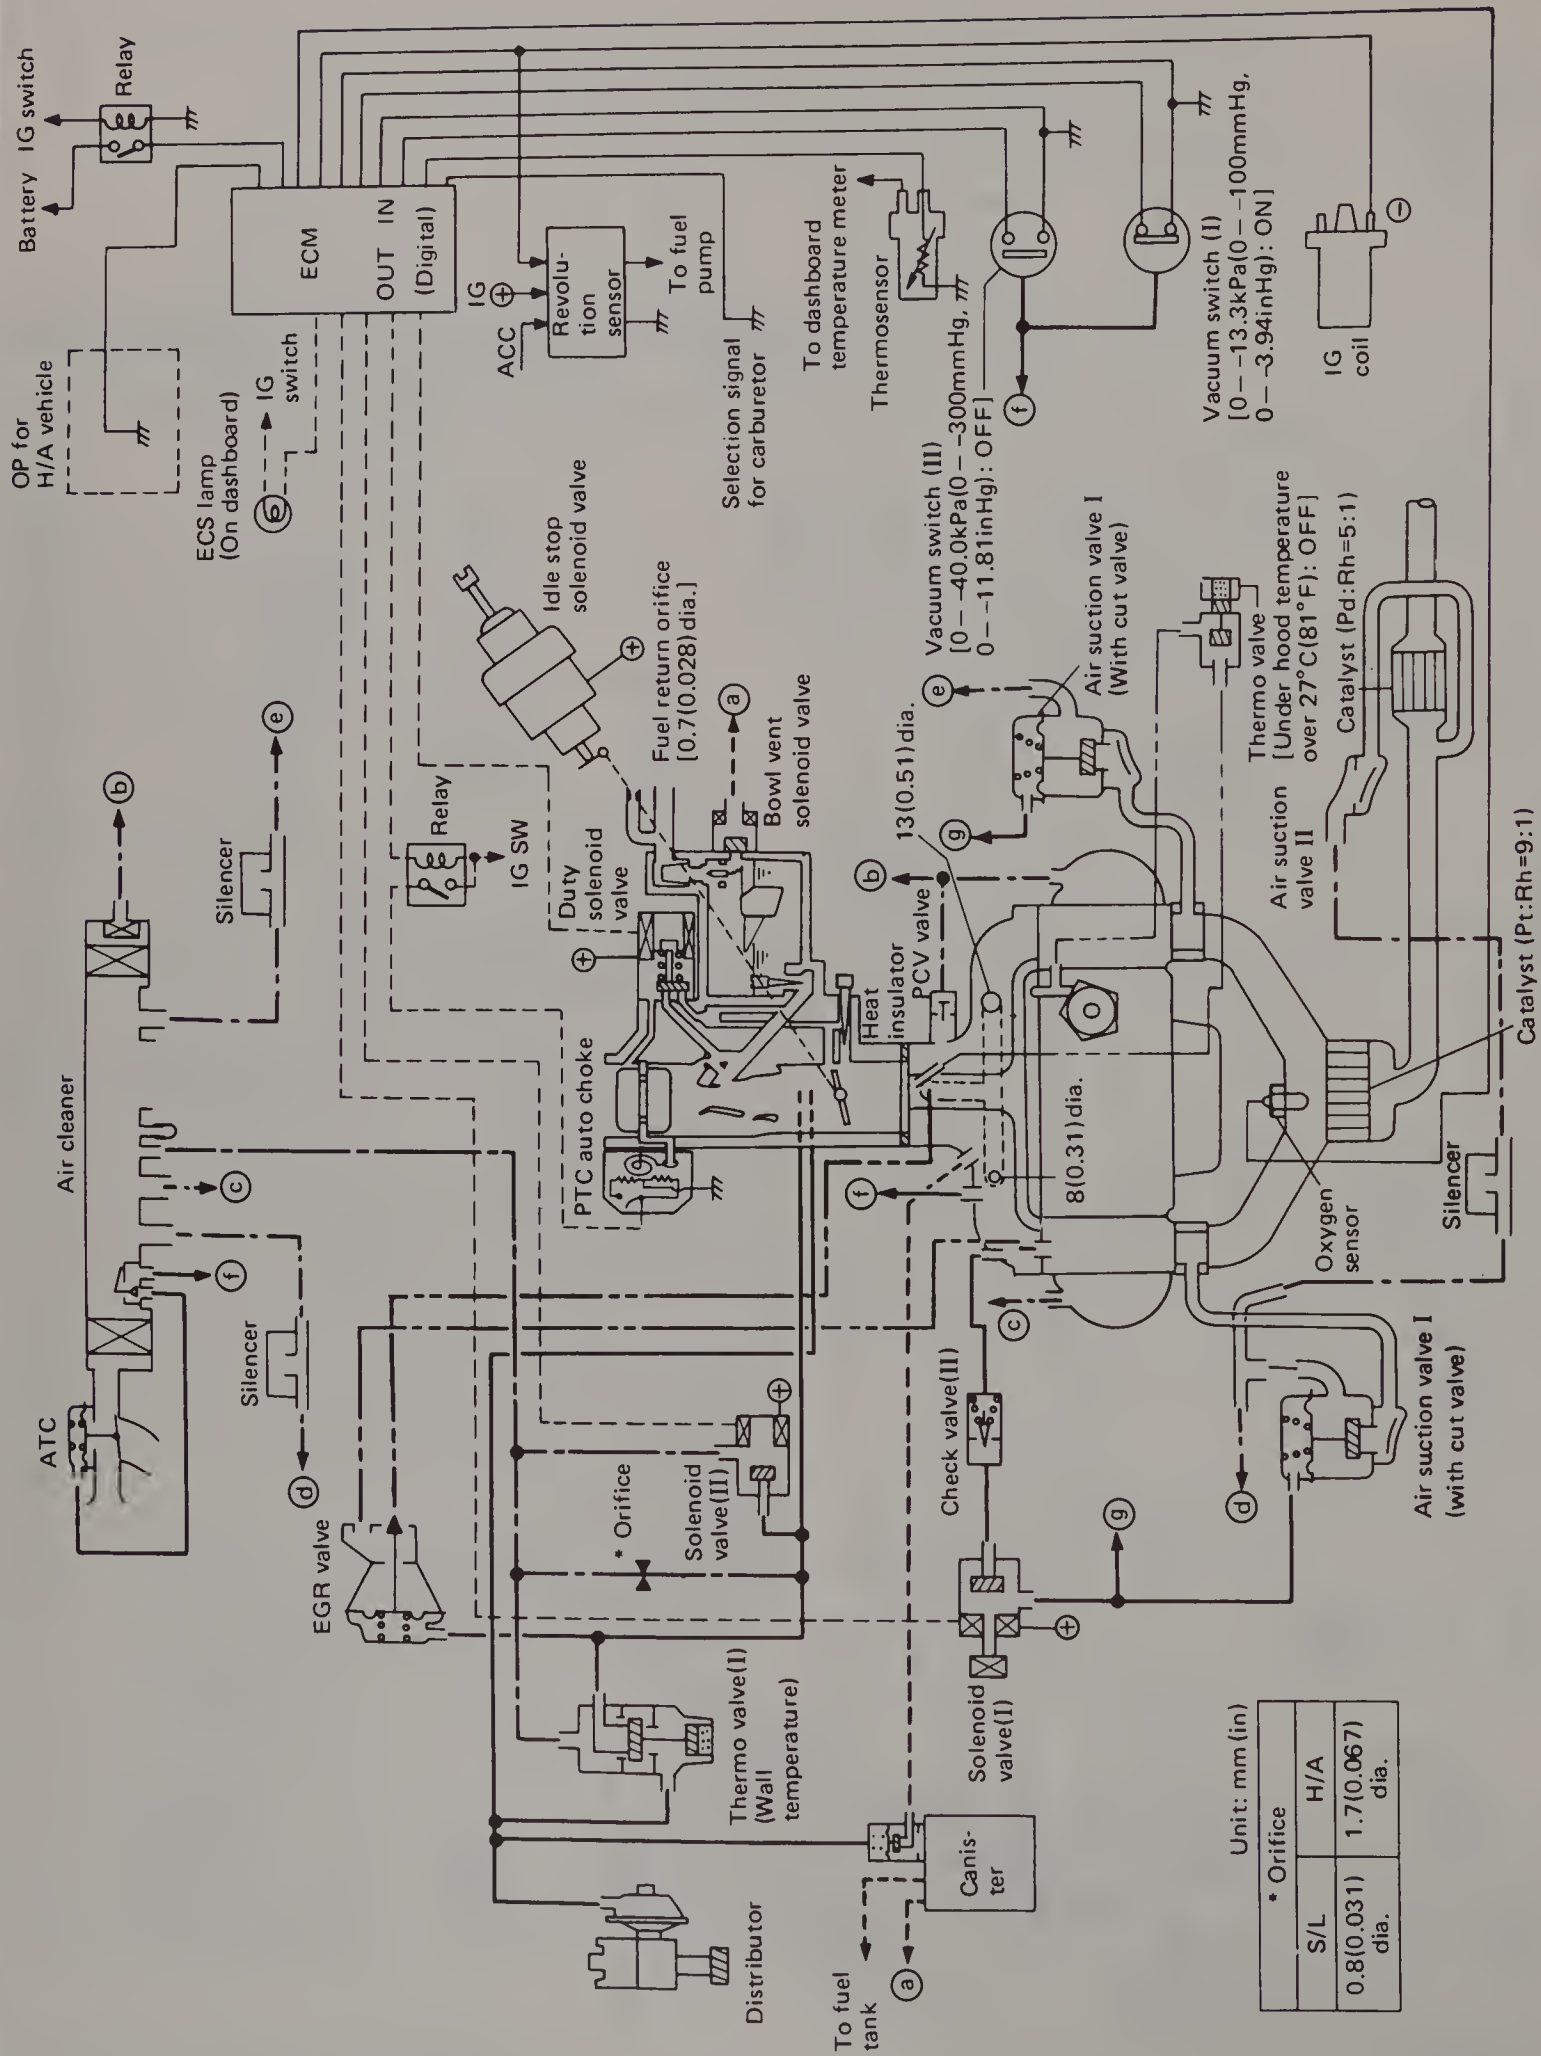 ATC
Air cleaner
b
Silencer
e
c
f
Silencer
d
EGR valve
OP for
H/A vehicle
Battery
IG switch
Relay
ECS lamp
(On dashboard)
IG
switch
ECM
OUT IN
(Digital)
ACC
IG
+
Revolu-
tion
sensor
To fuel
pump
Selection signal
for carburetor
Relay
IG SW
Idle stop
solenoid valve
+
Fuel return orifice
[0.7(0.028) dia.]
a
Bowl vent
solenoid valve
Duty
solenoid
valve
+
PTC auto choke
* Orifice
Solenoid
valve(II)
+
Thermo valve(I)
(Wall
temperature)
Distributor
To fuel
tank
a
Canis-
ter
Solenoid
valve(I)
+
Check valve(II)
g
c
f
Heat
insulator
PCV valve
b
13(0.51)dia.
8(0.31)dia.
g
e
Air suction valve I
(With cut valve)
Vacuum switch (II)
[0--40.0kPa(0--300mmHg,
0--11.81inHg): OFF]
To dashboard
temperature meter
Thermosensor
f
Vacuum switch (I)
[0--13.3kPa(0--100mmHg,
0--3.94inHg): ON]
IG
coil
-
Thermo valve
[Under hood temperature
over 27°C(81°F): OFF]
Air suction
valve II
Catalyst (Pd:Rh=5:1)
Catalyst (Pt:Rh=9:1)
Oxygen
sensor
Silencer
d
Air suction valve I
(with cut valve)
Unit: mm(in)
* Orifice
S/L H/A
0.8(0.031) 1.7(0.067)
dia. dia.